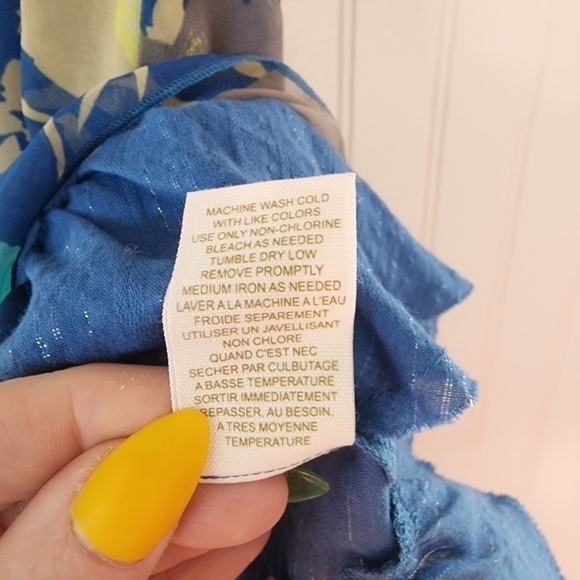 MACHINE WASH COLD
WITH LIKE COLORS
USE ONLY NON-CHLORINE
BLEACH AS NEEDED
TUMBLE DRY LOW
REMOVE PROMPTLY
MEDIUM IRON AS NEEDED
LAVER A LA MACHINE A L'EAU
FROIDE SEPAREMENT
UTILISER UN JAVELLISANT
NON CHLORE
QUAND C'EST NEC
SECHER PAR CULBUTAGE
A BASSE TEMPERATURE
SORTIR IMMEDIATEMENT
REPASSER, AU BESOIN.
A TRES MOYENNE
TEMPERATURE